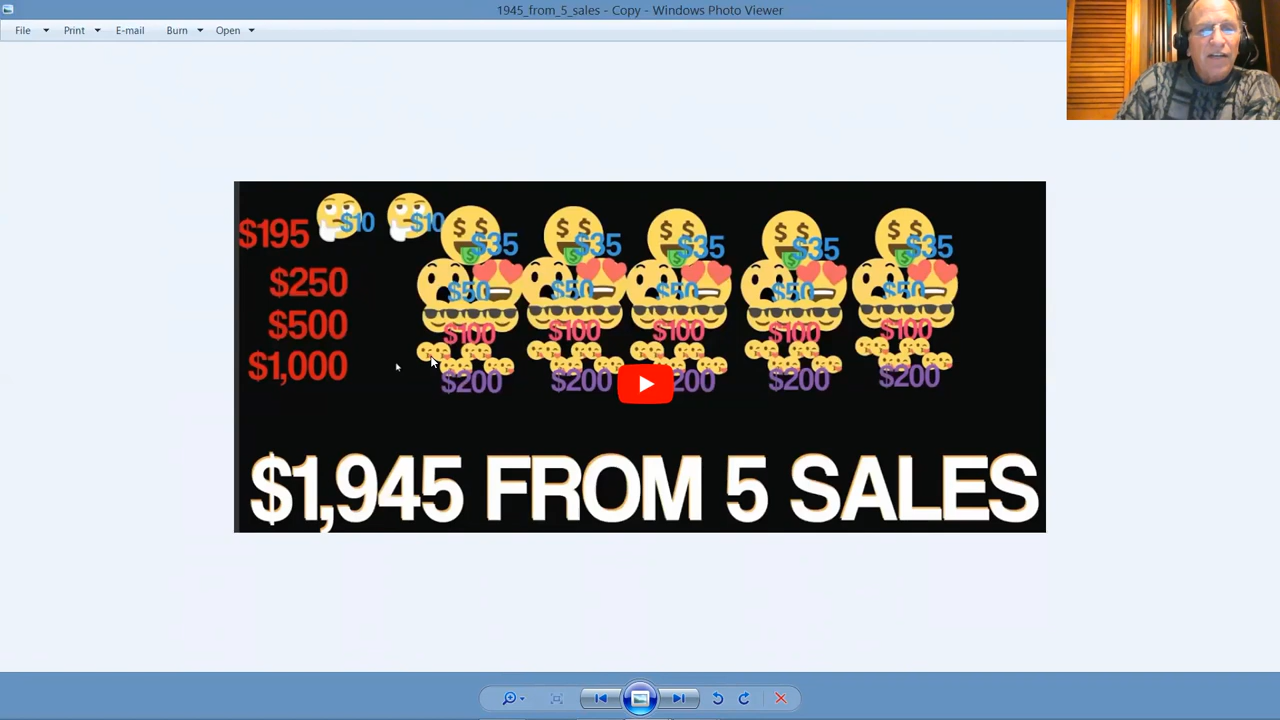 1945_from_5_sales - Copy - Windows Photo Viewer
File Print E-mail Burn Open
$195 $10 $10 $35 $35 $35 $35 $35
$250 $50 $50 $50 $50 $50
$500 $100 $100 $100 $100 $100
$1,000 $200 $200 $200 $200 $200
$1,945 FROM 5 SALES